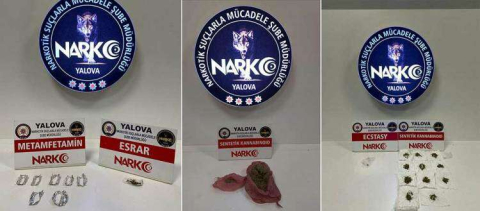 NARKOTİK SUÇLARLA MÜCADELE ŞUBE MÜDÜRLÜĞÜ
NARKO
YALOVA
YALOVA
METAMFETAMİN
NARKO
YALOVA
ESRAR
NARKO
NARKOTİK SUÇLARLA MÜCADELE ŞUBE MÜDÜRLÜĞÜ
NARKO
YALOVA
YALOVA
SENTETİK KANNABİNOİD
NARKO
NARKOTİK SUÇLARLA MÜCADELE ŞUBE MÜDÜRLÜĞÜ
NARKO
YALOVA
YALOVA
ECSTASY
NARKO
YALOVA
SENTETİK KANNABİNOİD
NARKO